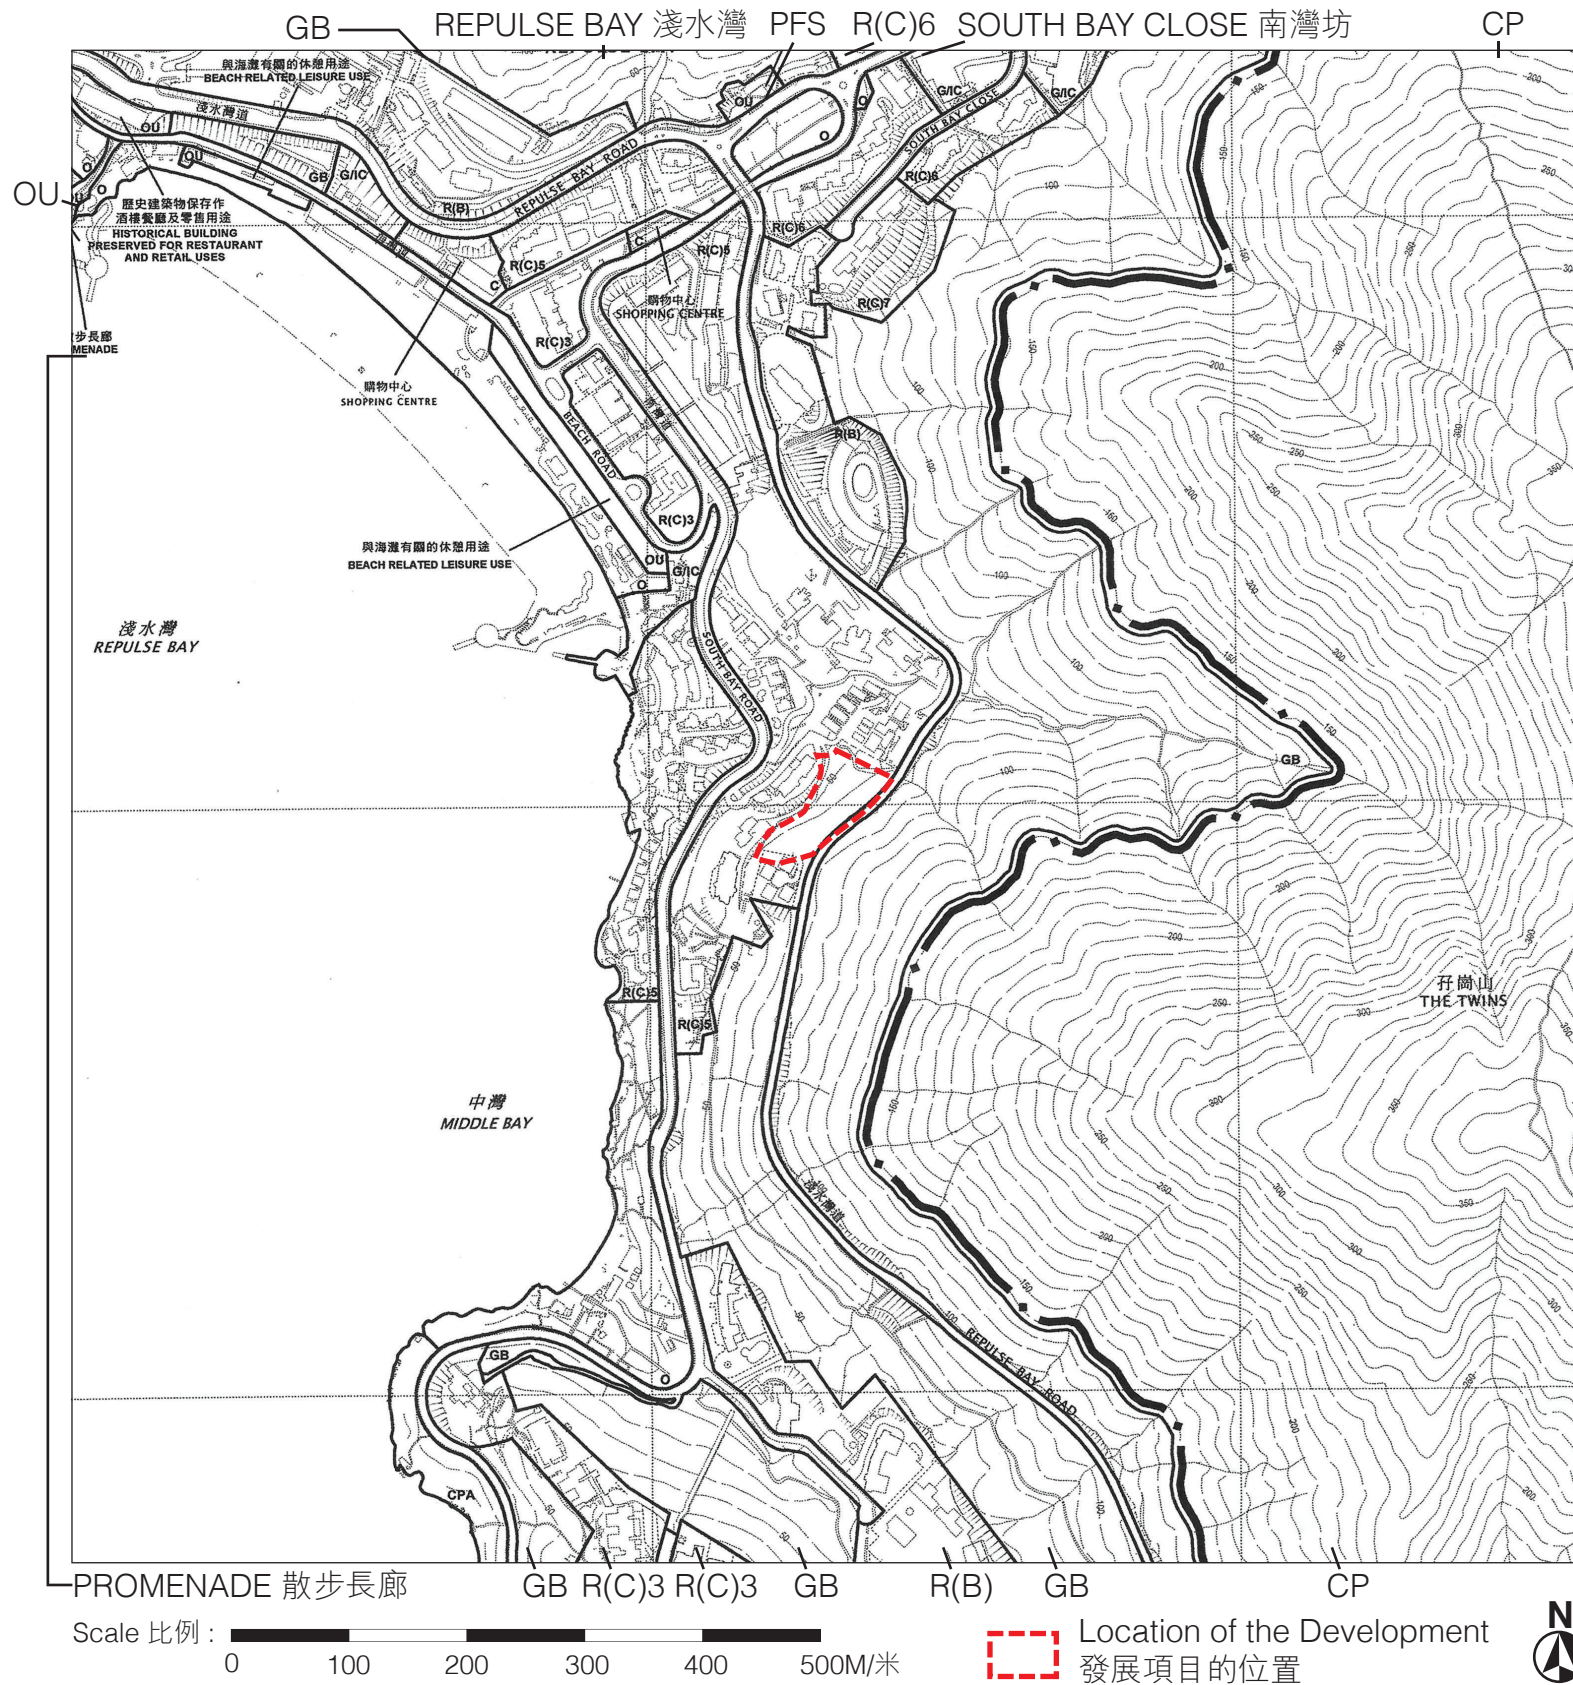 GB
REPULSE BAY 淺水灣
PFS
R(C)6
SOUTH BAY CLOSE 南灣坊
CP
與海灘有關的休憩用途
BEACH RELATED LEISURE USE
淺水灣道
OU
OU
G/IC
G/IC
SOUTH BAY CLOSE
O
O
O
O
OU
GB
G/IC
R(B)
REPULSE BAY ROAD
R(C)6
R(C)6
OU
歷史建築物保存作
酒樓餐廳及零售用途
HISTORICAL BUILDING
PRESERVED FOR RESTAURANT
AND RETAIL USES
C
R(C)5
R(C)5
C
R(C)7
購物中心
SHOPPING CENTRE
步長廊
MENADE
R(C)3
購物中心
SHOPPING CENTRE
BEACH ROAD
R(B)
R(C)3
與海灘有關的休憩用途
BEACH RELATED LEISURE USE
OU
G/IC
O
淺水灣
REPULSE BAY
SOUTH BAY ROAD
GB
孖崗山
THE TWINS
R(C)5
R(C)5
中灣
MIDDLE BAY
淺水灣道
REPULSE BAY ROAD
GB
O
CPA
PROMENADE 散步長廊
GB
R(C)3
R(C)3
GB
R(B)
GB
CP
Scale 比例 :
0 100 200 300 400 500M/米
Location of the Development
發展項目的位置
N